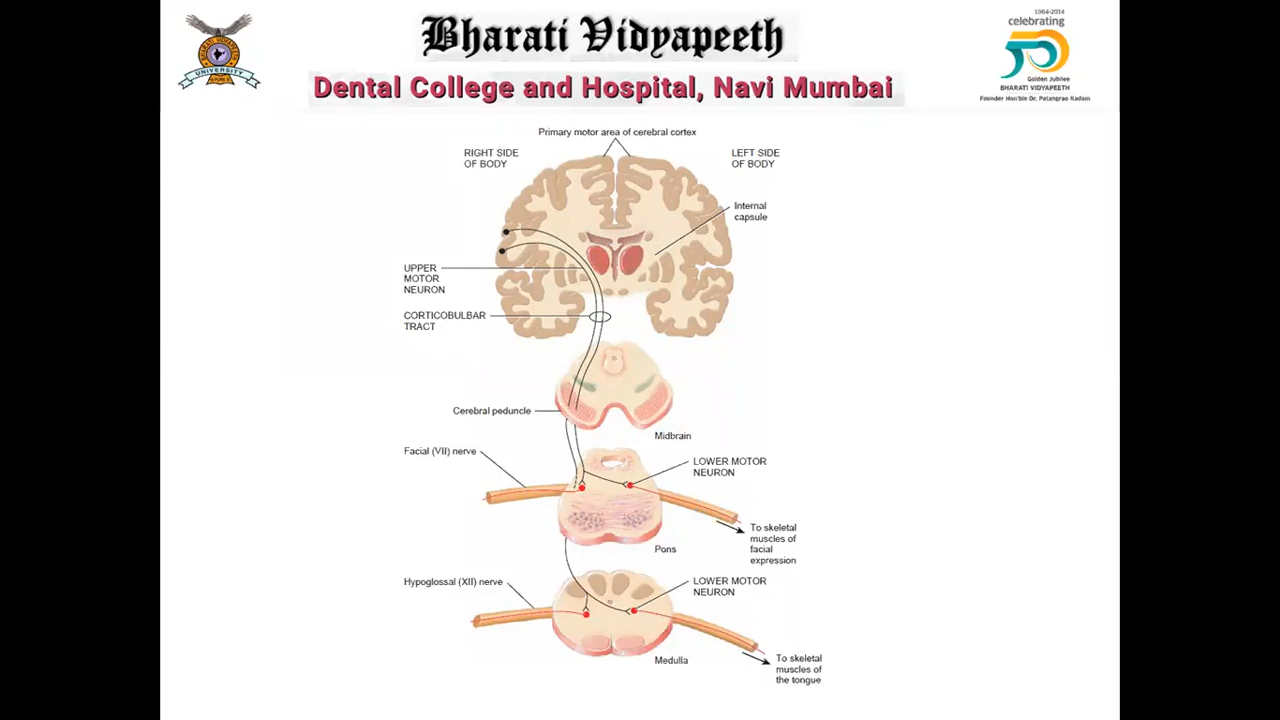 Bharati Vidyapeeth
Dental College and Hospital, Navi Mumbai
1964-2014
celebrating
50
Golden Jubilee
BHARATI VIDYAPEETH
Founder Hon'ble Dr. Patangrao Kadam
UNIVERSITY
Primary motor area of cerebral cortex
RIGHT SIDE
OF BODY
LEFT SIDE
OF BODY
Internal
capsule
UPPER
MOTOR
NEURON
CORTICOBULBAR
TRACT
Cerebral peduncle
Midbrain
Facial (VII) nerve
LOWER MOTOR
NEURON
To skeletal
muscles of
facial
expression
Pons
Hypoglossal (XII) nerve
LOWER MOTOR
NEURON
Medulla
To skeletal
muscles of
the tongue